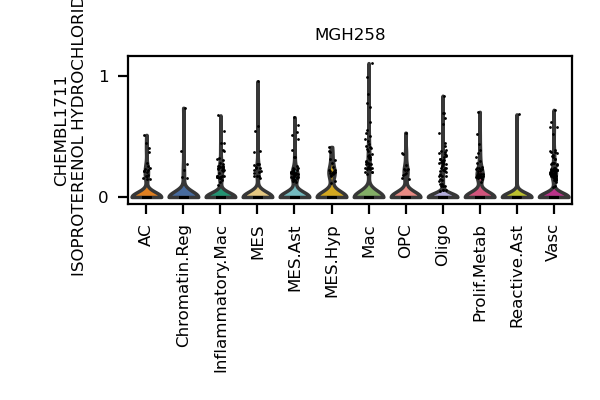 MGH258
CHEMBL1711
ISOPROTERENOL HYDROCHLORID
1
0
AC
Chromatin.Reg
Inflammatory.Mac
MES
MES.Ast
MES.Hyp
Mac
OPC
Oligo
Prolif.Metab
Reactive.Ast
Vasc